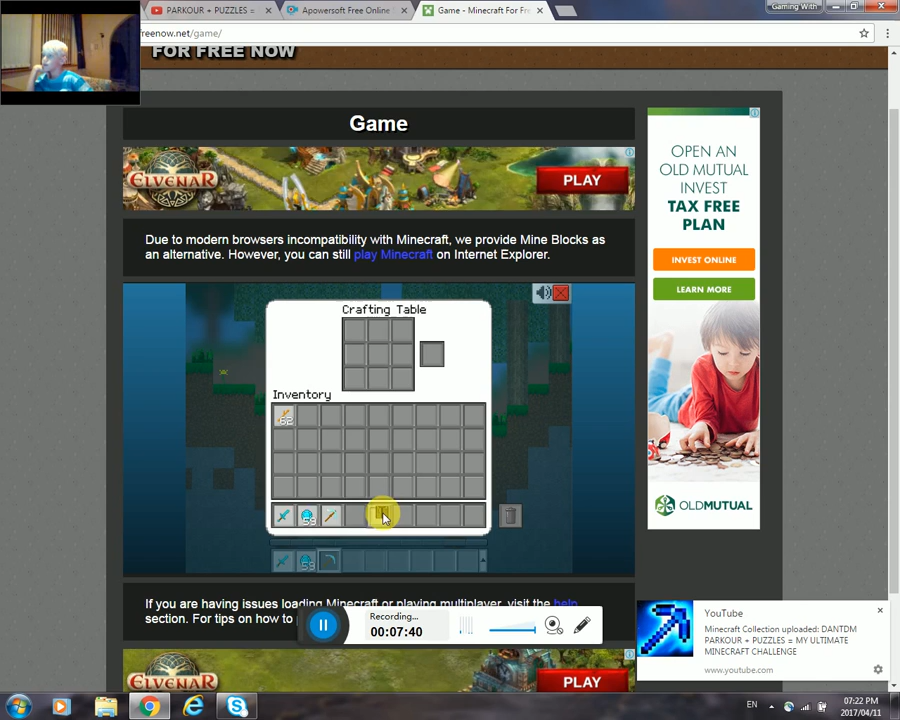 PARKOUR + PUZZLES =
Apowersoft Free Online
Game - Minecraft For Fre
Gaming With
freenow.net/game/
FOR FREE NOW
Game
ELVENAR
PLAY
Due to modern browsers incompatibility with Minecraft, we provide Mine Blocks as
an alternative. However, you can still play Minecraft on Internet Explorer.
OPEN AN
OLD MUTUAL
INVEST
TAX FREE
PLAN
INVEST ONLINE
LEARN MORE
OLDMUTUAL
Crafting Table
Inventory
62
If you are having issues loading Minecraft or playing multiplayer, visit the help
section. For tips on how to
Recording...
00:07:40
YouTube
Minecraft Collection uploaded: DANTDM
PARKOUR + PUZZLES = MY ULTIMATE
MINECRAFT CHALLENGE
www.youtube.com
ELVENAR
PLAY
EN
07:22 PM
2017/04/11